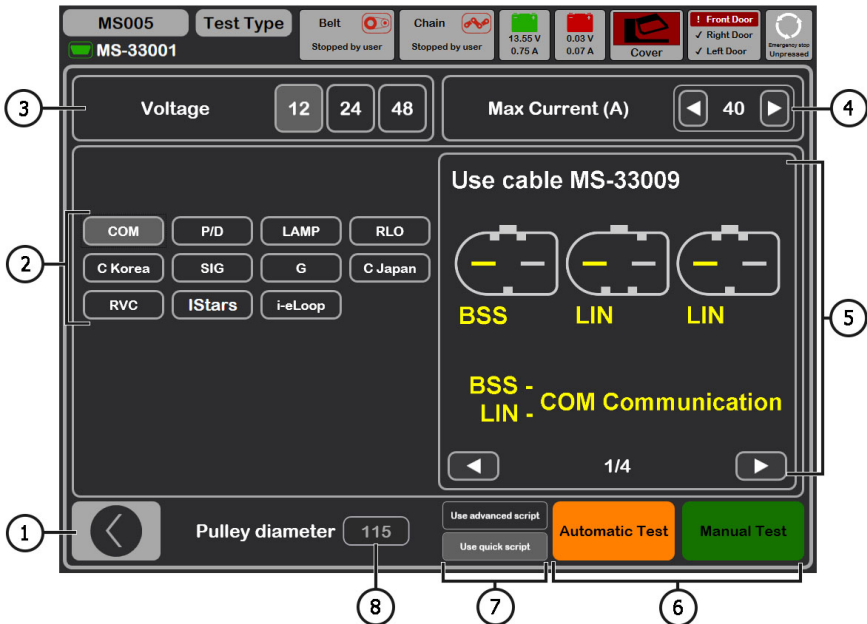 MS005
Test Type
MS-33001
Belt
Stopped by user
Chain
Stopped by user
13.55 V
0.75 A
0.03 V
0.07 A
Cover
! Front Door
✓ Right Door
✓ Left Door
Emergency stop
Unpressed
3
Voltage
12
24
48
Max Current (A)
40
4
2
COM
P/D
LAMP
RLO
C Korea
SIG
G
C Japan
RVC
IStars
i-eLoop
Use cable MS-33009
BSS
LIN
LIN
BSS -
LIN -
COM Communication
1/4
5
1
Pulley diameter
115
Use advanced script
Use quick script
Automatic Test
Manual Test
8
7
6